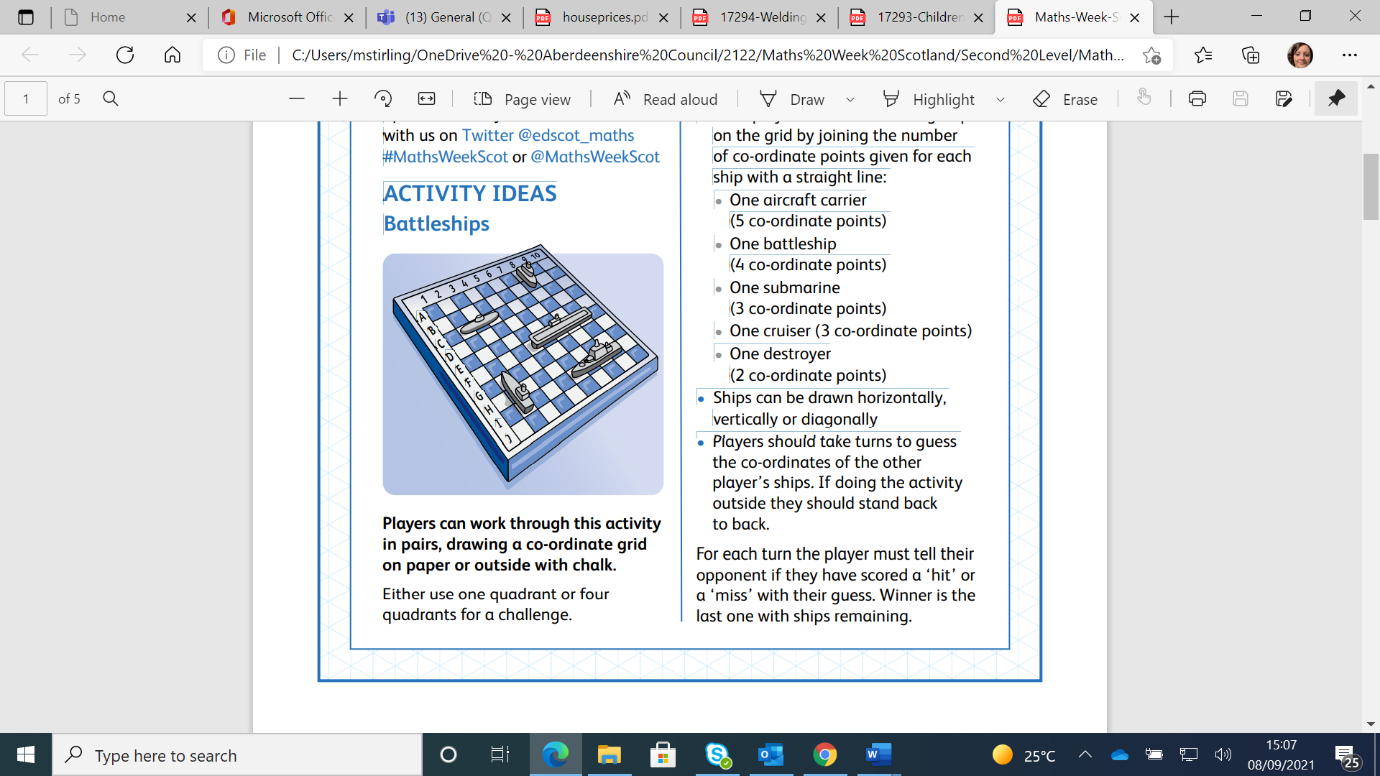 Home
Microsoft Offic
(13) General (C
houseprices.pd
17294-Welding
17293-Children
Maths-Week-S
File
C:/Users/mstirling/OneDrive%20-%20Aberdeenshire%20Council/2122/Maths%20Week%20Scotland/Second%20Level/Math...
1 of 5
Page view
Read aloud
Draw
Highlight
Erase
with us on Twitter @edscot_maths
#MathsWeekScot or @MathsWeekScot
ACTIVITY IDEAS
Battleships
1 2 3 4 5 6 7 8 9 10
A
B
C
D
E
F
G
H
I
J
Players can work through this activity
in pairs, drawing a co-ordinate grid
on paper or outside with chalk.
Either use one quadrant or four
quadrants for a challenge.
on the grid by joining the number
of co-ordinate points given for each
ship with a straight line:
• One aircraft carrier
(5 co-ordinate points)
• One battleship
(4 co-ordinate points)
• One submarine
(3 co-ordinate points)
• One cruiser (3 co-ordinate points)
• One destroyer
(2 co-ordinate points)
• Ships can be drawn horizontally,
vertically or diagonally
• Players should take turns to guess
the co-ordinates of the other
player's ships. If doing the activity
outside they should stand back
to back.
For each turn the player must tell their
opponent if they have scored a 'hit' or
a 'miss' with their guess. Winner is the
last one with ships remaining.
Type here to search
25°C
15:07
08/09/2021
25